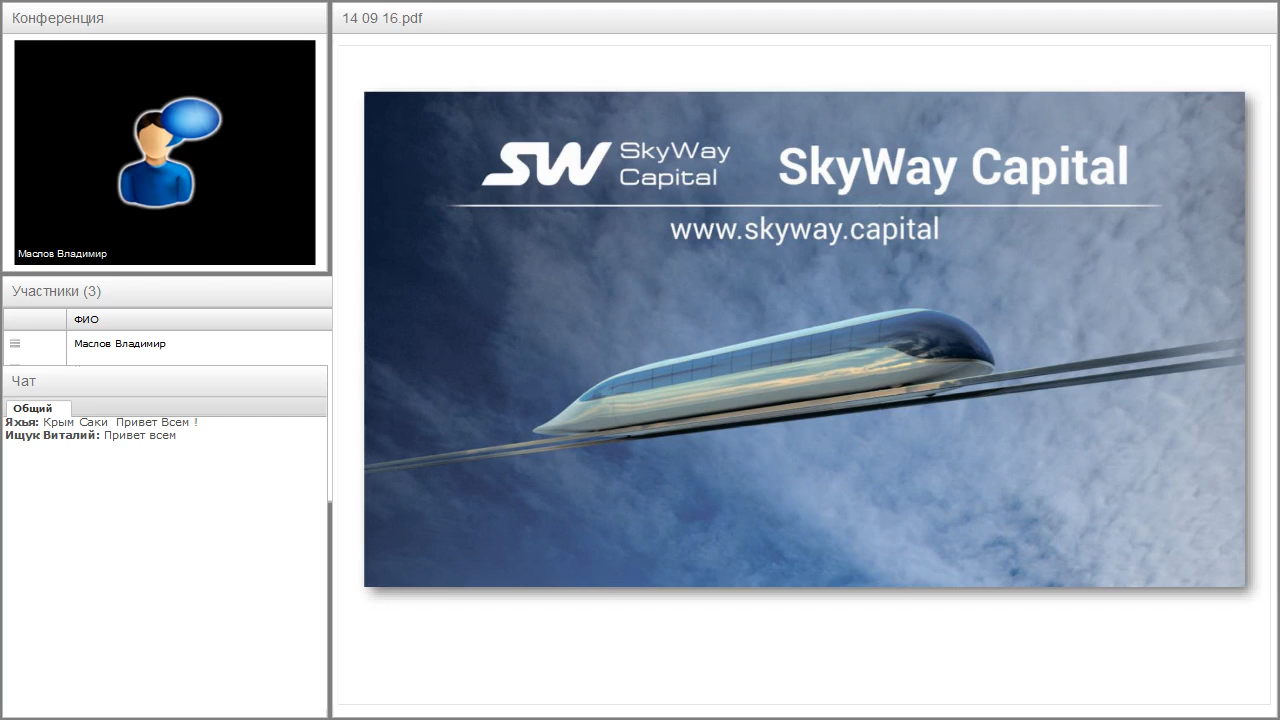 Конференция
Маслов Владимир
Участники (3)
ФИО
Маслов Владимир
Чат
Общий
Яхья: Крым Саки Привет Всем !
Ищук Виталий: Привет всем
14 09 16.pdf
SW SkyWay
Capital
SkyWay Capital
www.skyway.capital